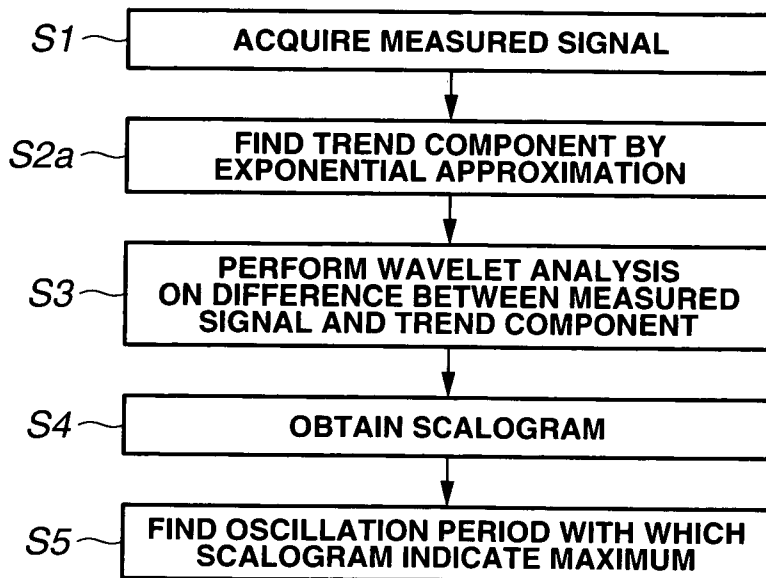 S1
ACQUIRE MEASURED SIGNAL
S2a
FIND TREND COMPONENT BY
EXPONENTIAL APPROXIMATION
S3
PERFORM WAVELET ANALYSIS
ON DIFFERENCE BETWEEN MEASURED
SIGNAL AND TREND COMPONENT
S4
OBTAIN SCALOGRAM
S5
FIND OSCILLATION PERIOD WITH WHICH
SCALOGRAM INDICATE MAXIMUM